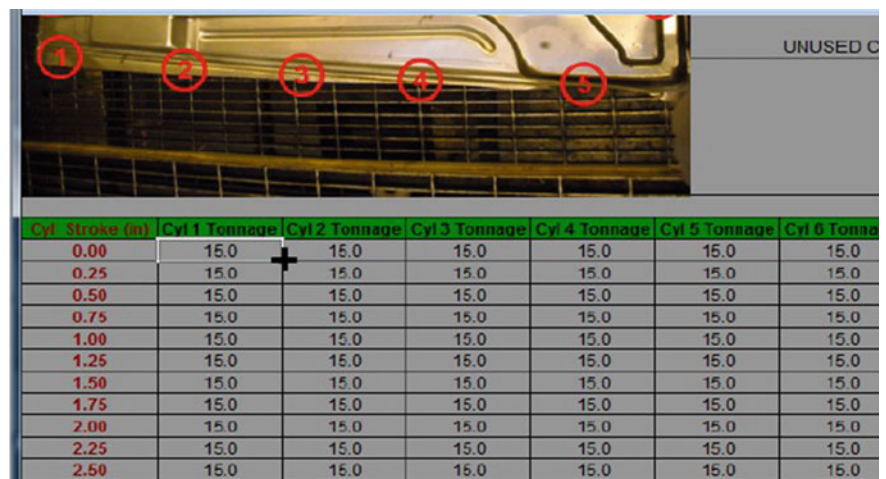 UNUSED C
1
2
3
4
5
Cyl Stroke (in) Cyl 1 Tonnage Cyl 2 Tonnage Cyl 3 Tonnage Cyl 4 Tonnage Cyl 5 Tonnage Cyl 6 Tonna
0.00 15.0 15.0 15.0 15.0 15.0 15.0
0.25 15.0 15.0 15.0 15.0 15.0 15.0
0.50 15.0 15.0 15.0 15.0 15.0 15.0
0.75 15.0 15.0 15.0 15.0 15.0 15.0
1.00 15.0 15.0 15.0 15.0 15.0 15.0
1.25 15.0 15.0 15.0 15.0 15.0 15.0
1.50 15.0 15.0 15.0 15.0 15.0 15.0
1.75 15.0 15.0 15.0 15.0 15.0 15.0
2.00 15.0 15.0 15.0 15.0 15.0 15.0
2.25 15.0 15.0 15.0 15.0 15.0 15.0
2.50 15.0 15.0 15.0 15.0 15.0 15.0